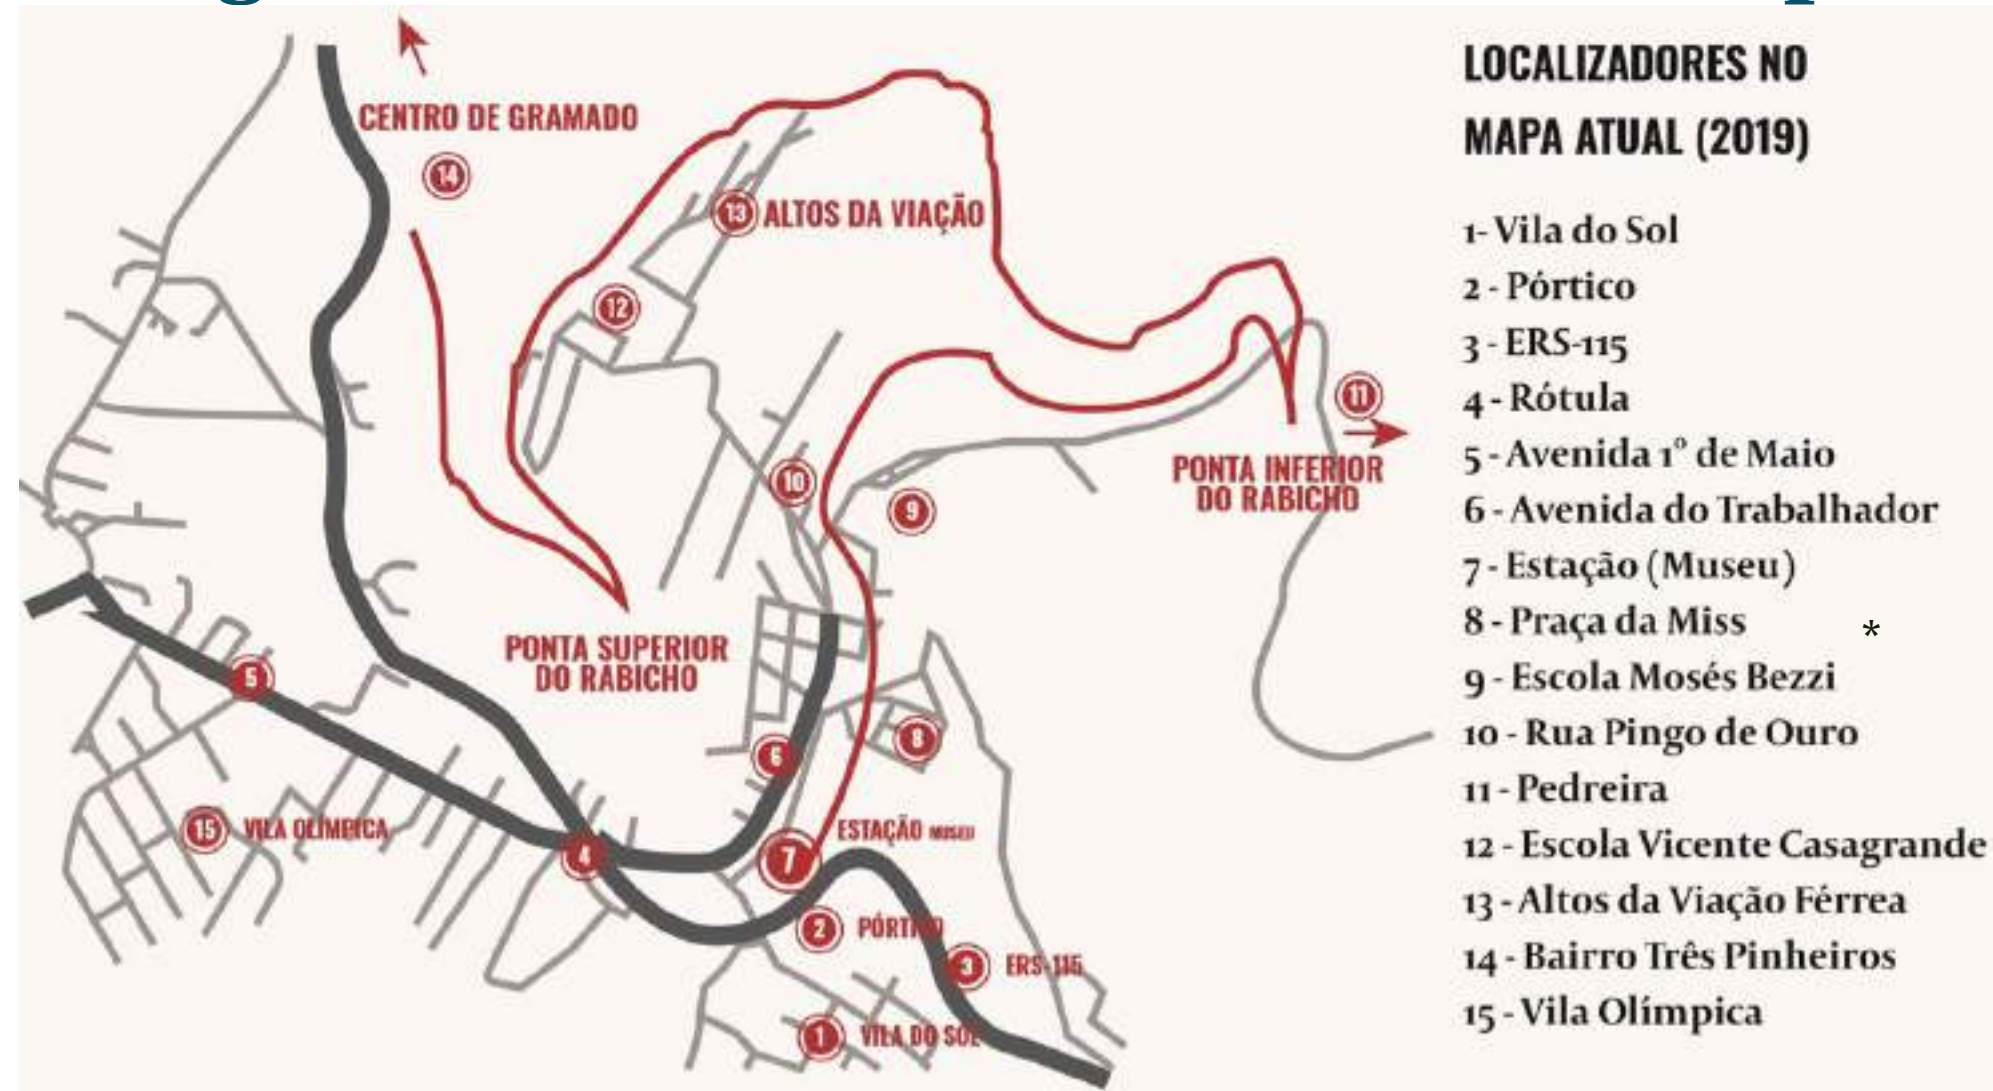 CENTRO DE GRAMADO
14
13 ALTOS DA VIAÇÃO
12
11
PONTA INFERIOR
DO RABICHO
10
9
PONTA SUPERIOR
DO RABICHO
5
8
6
15 VILA OLÍMPICA
ESTAÇÃO MUSEU
4
7
2 PÓRTICO
3 ERS-115
1 VILA DO SOL
LOCALIZADORES NO
MAPA ATUAL (2019)
1- Vila do Sol
2 - Pórtico
3 - ERS-115
4 - Rótula
5 - Avenida 1º de Maio
6 - Avenida do Trabalhador
7 - Estação (Museu)
8 - Praça da Miss *
9 - Escola Mosés Bezzi
10 - Rua Pingo de Ouro
11 - Pedreira
12 - Escola Vicente Casagrande
13 - Altos da Viação Férrea
14 - Bairro Três Pinheiros
15 - Vila Olímpica